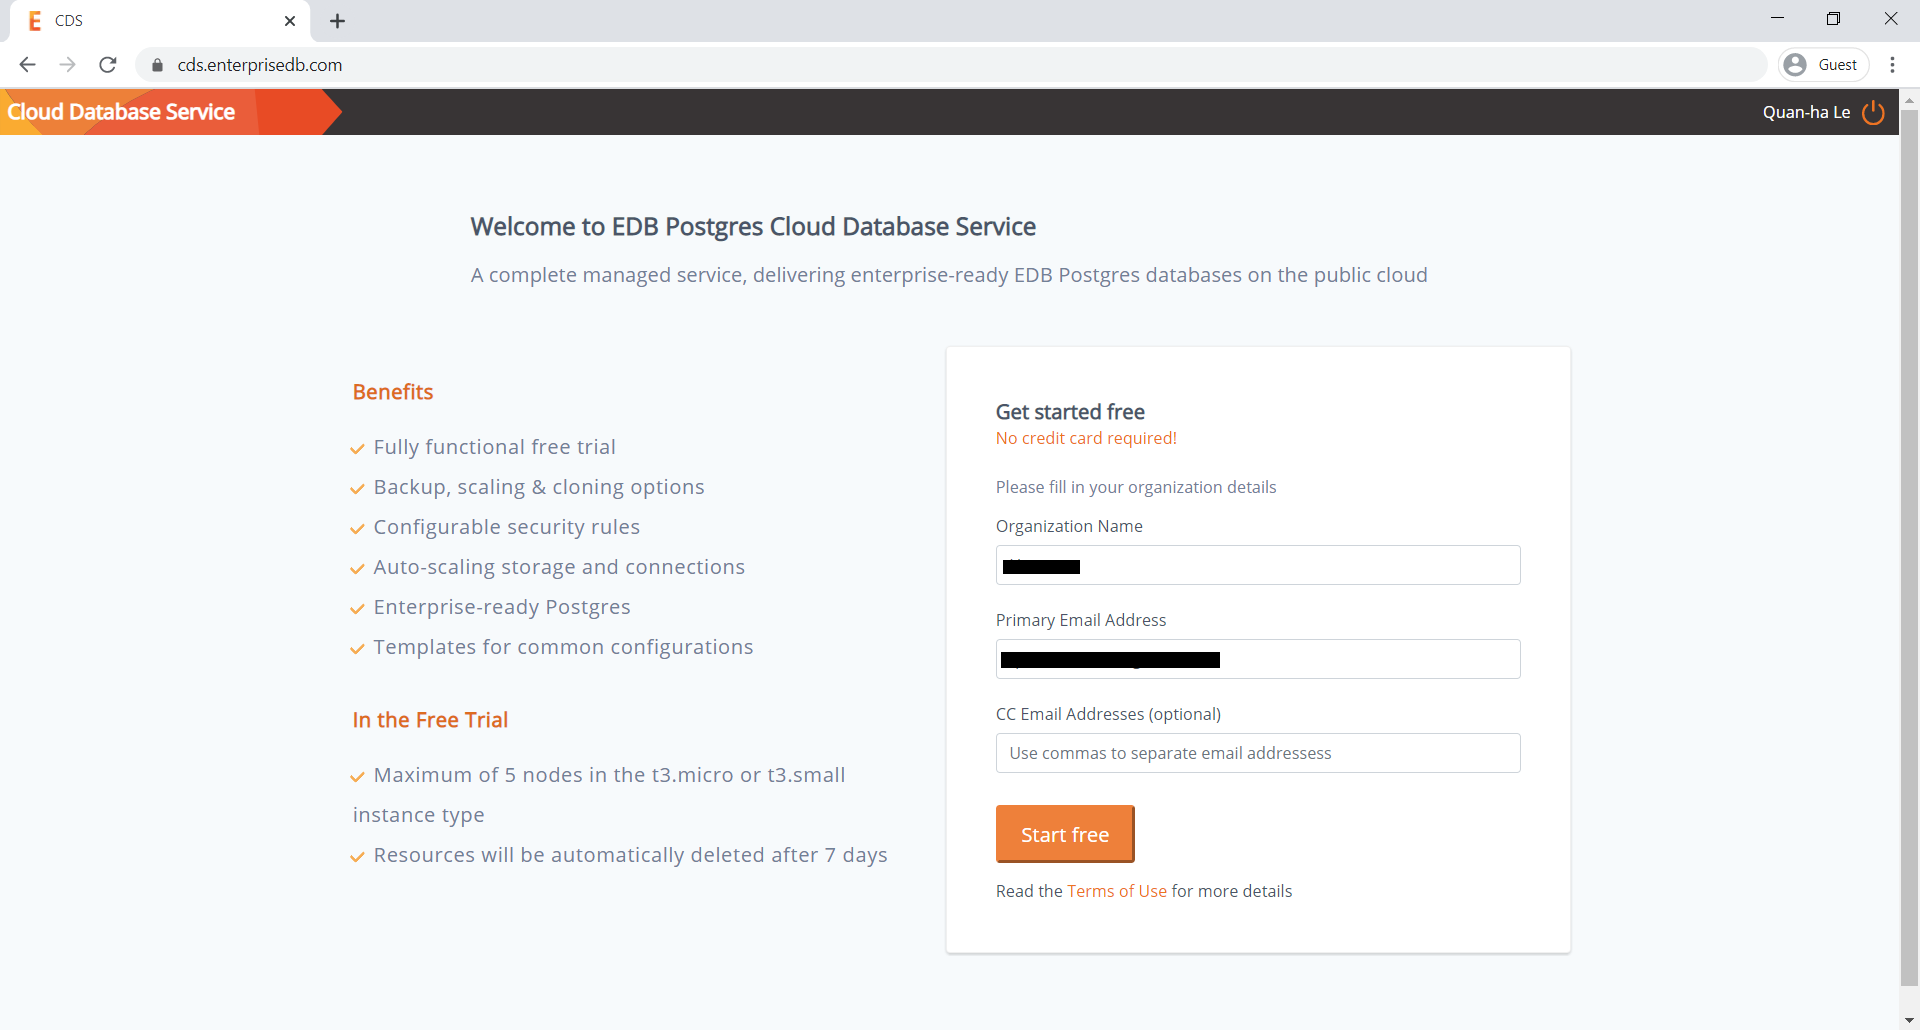 CDS
cds.enterprisedb.com
Guest
Cloud Database Service
Quan-ha Le
Welcome to EDB Postgres Cloud Database Service
A complete managed service, delivering enterprise-ready EDB Postgres databases on the public cloud
Benefits
Fully functional free trial
Backup, scaling & cloning options
Configurable security rules
Auto-scaling storage and connections
Enterprise-ready Postgres
Templates for common configurations
In the Free Trial
Maximum of 5 nodes in the t3.micro or t3.small
instance type
Resources will be automatically deleted after 7 days
Get started free
No credit card required!
Please fill in your organization details
Organization Name
Primary Email Address
CC Email Addresses (optional)
Use commas to separate email addressess
Start free
Read the Terms of Use for more details